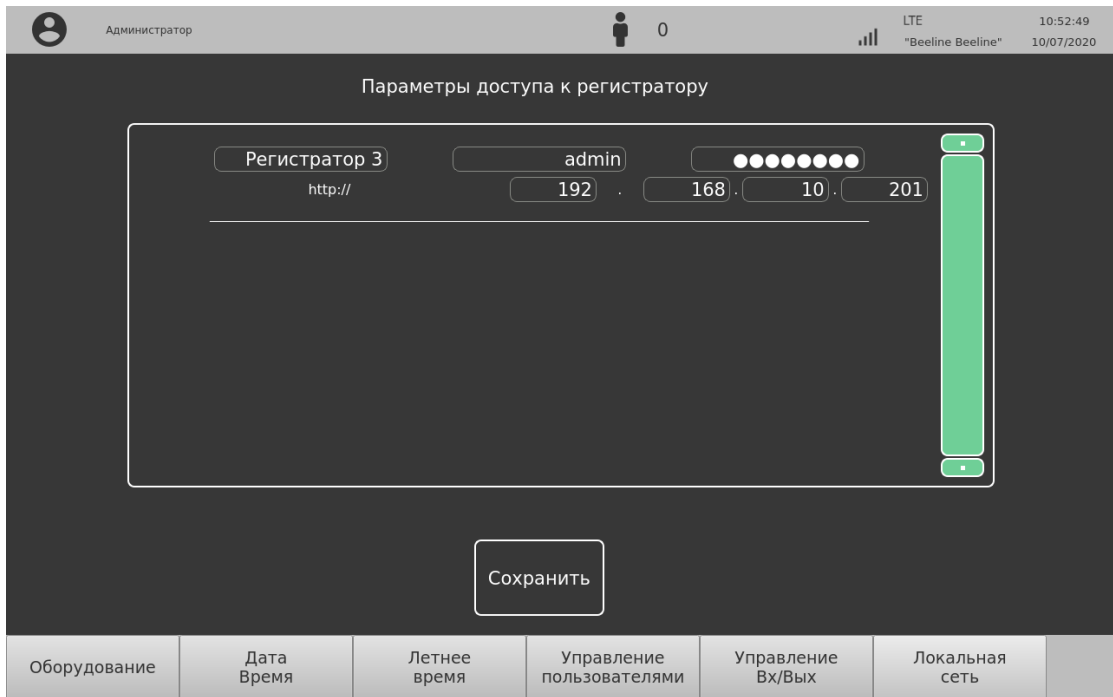 Администратор
0
LTE
10:52:49
"Beeline Beeline"
10/07/2020
Параметры доступа к регистратору
Регистратор 3 admin ●●●●●●●●
http:// 192 . 168 . 10 . 201
Сохранить
Оборудование
Дата
Время
Летнее
время
Управление
пользователями
Управление
Вх/Вых
Локальная
сеть